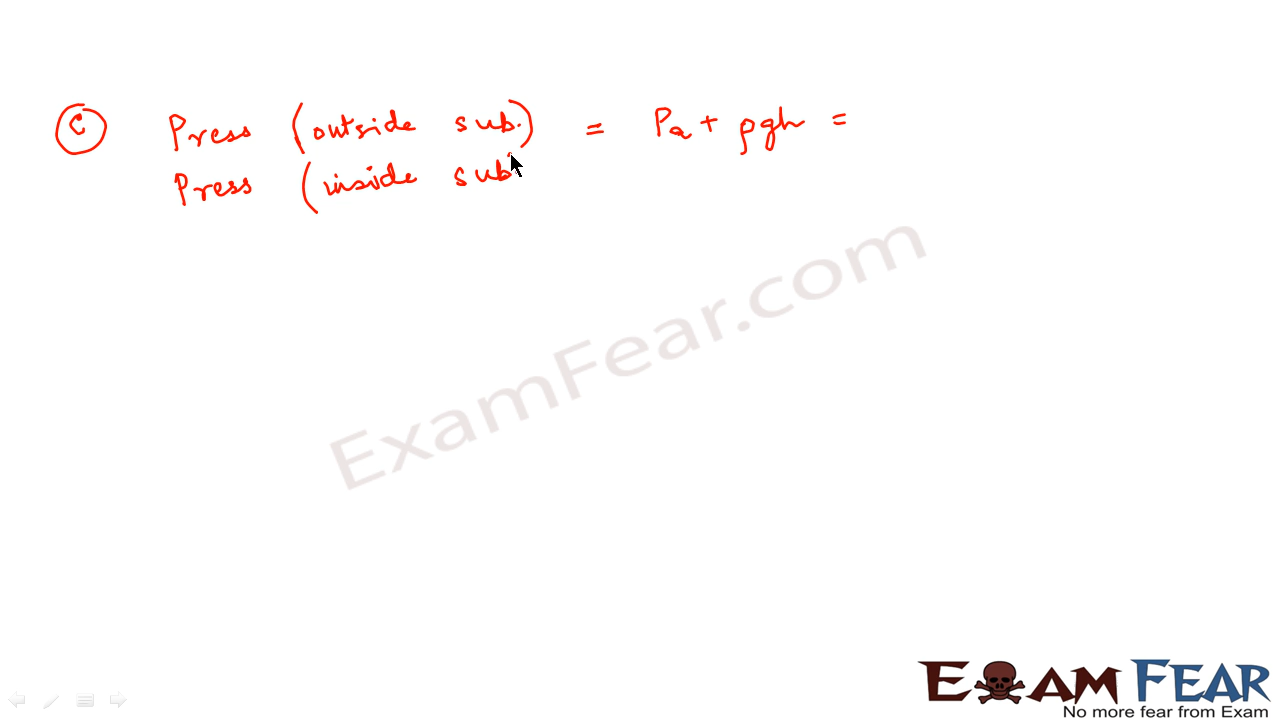 C Press (outside sub.) = Pa + ρgh =
Press (inside sub
ExamFear.com
EXAM FEAR
No more fear from Exam